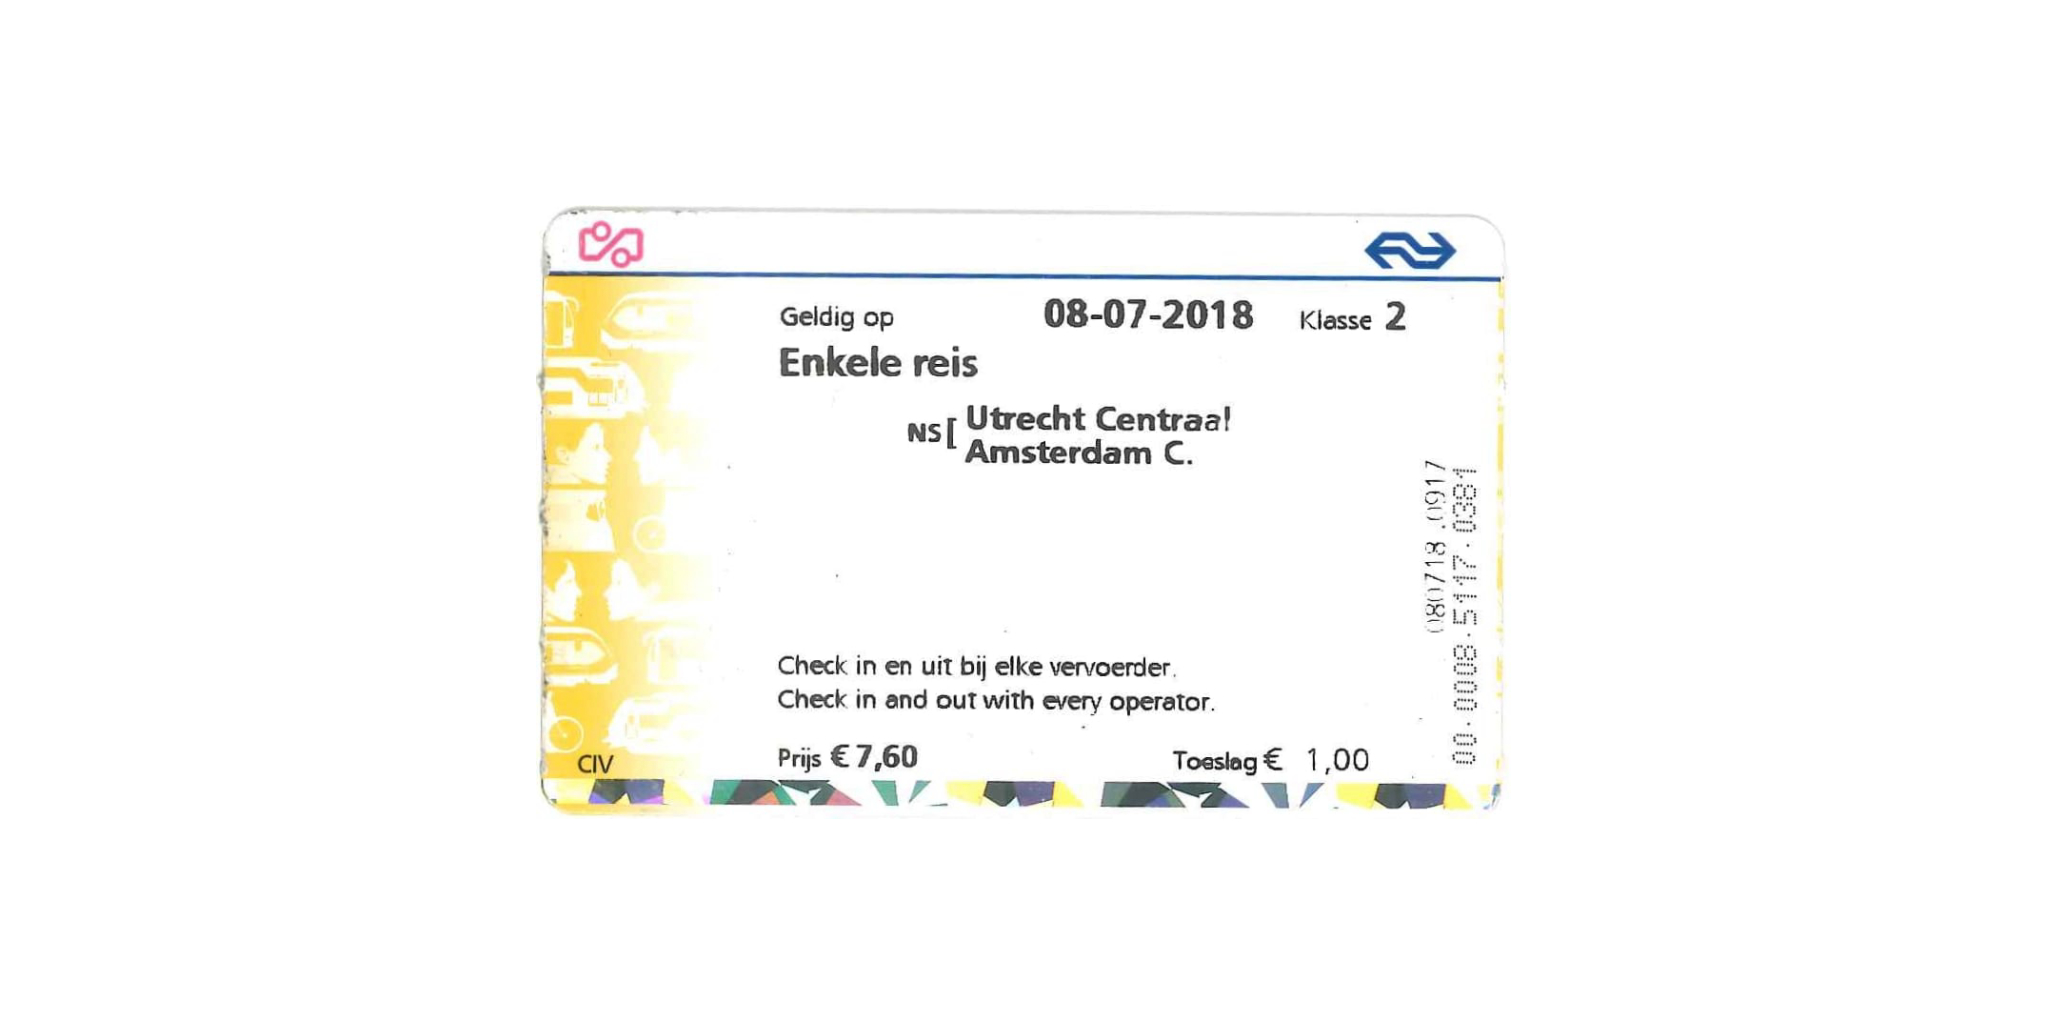 Geldig op 08-07-2018 Klasse 2
Enkele reis
NS [ Utrecht Centraal
Amsterdam C.
Check in en uit bij elke vervoerder.
Check in and out with every operator.
CIV Prijs € 7,60 Toeslag € 1,00
080718 .0917
00.0008.5117.0381